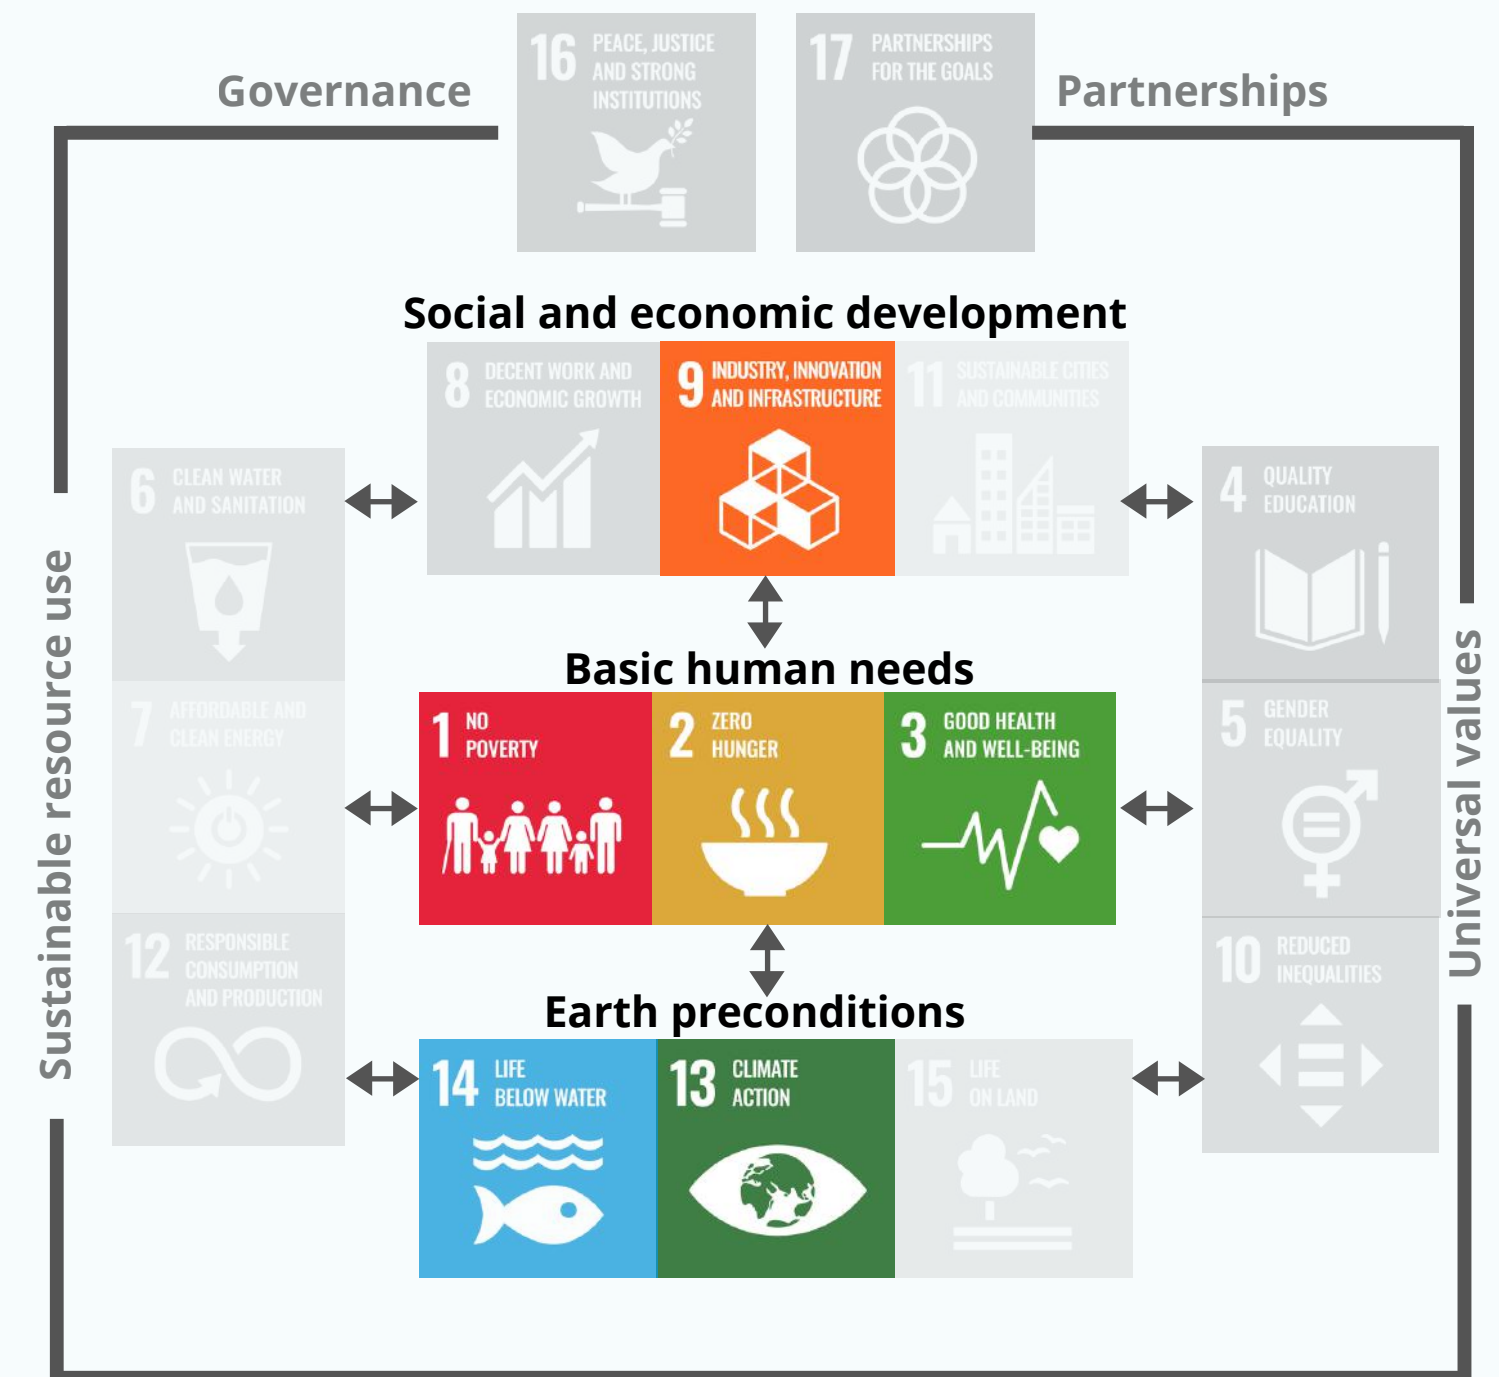 16 PEACE, JUSTICE
AND STRONG
INSTITUTIONS
17 PARTNERSHIPS
FOR THE GOALS
Governance
Partnerships
Social and economic development
8 DECENT WORK AND
ECONOMIC GROWTH
9 INDUSTRY, INNOVATION
AND INFRASTRUCTURE
11 SUSTAINABLE CITIES
AND COMMUNITIES
Sustainable resource use
6 CLEAN WATER
AND SANITATION
7 AFFORDABLE AND
CLEAN ENERGY
12 RESPONSIBLE
CONSUMPTION
AND PRODUCTION
Basic human needs
1 NO
POVERTY
2 ZERO
HUNGER
3 GOOD HEALTH
AND WELL-BEING
4 QUALITY
EDUCATION
5 GENDER
EQUALITY
10 REDUCED
INEQUALITIES
Universal values
Earth preconditions
14 LIFE
BELOW WATER
13 CLIMATE
ACTION
15 LIFE
ON LAND